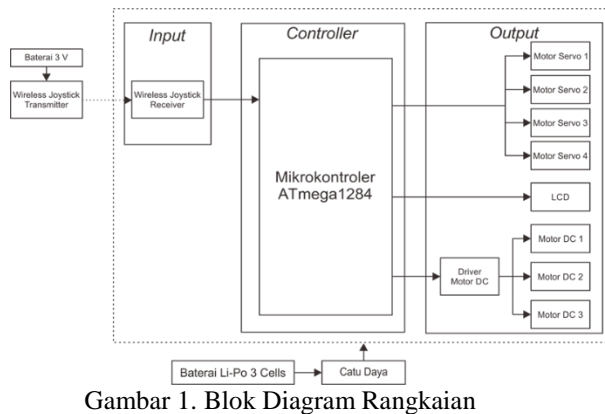 Input
Controller
Output
Baterai 3 V
Wireless Joystick
Transmitter
Wireless Joystick
Receiver
Mikrokontroler
ATmega1284
Motor Servo 1
Motor Servo 2
Motor Servo 3
Motor Servo 4
LCD
Driver
Motor DC
Motor DC 1
Motor DC 2
Motor DC 3
Baterai Li-Po 3 Cells
Catu Daya
Gambar 1. Blok Diagram Rangkaian